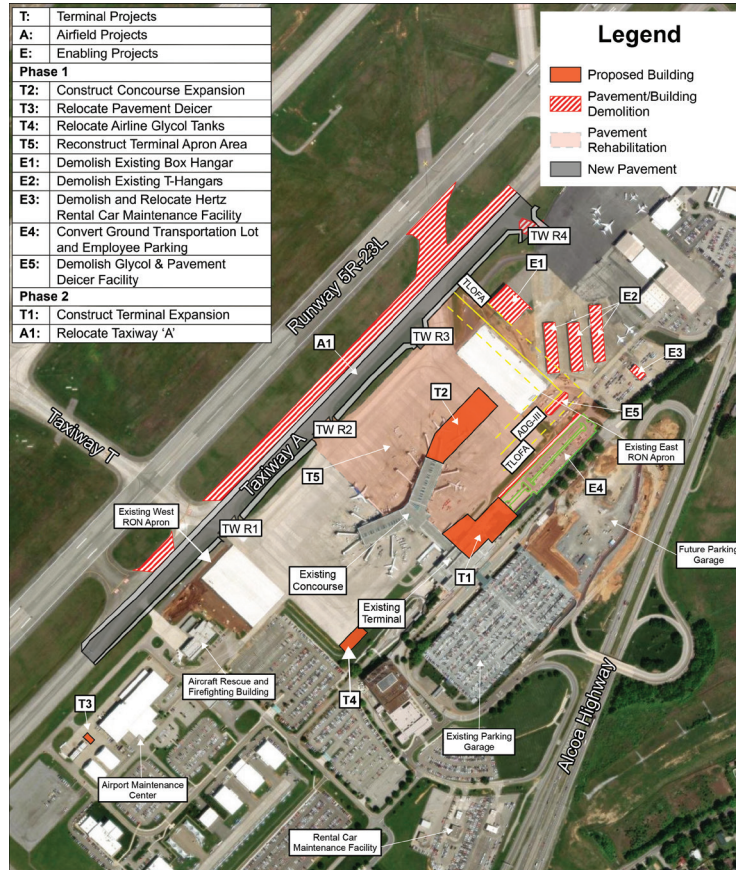 T: Terminal Projects
A: Airfield Projects
E: Enabling Projects
Phase 1
T2: Construct Concourse Expansion
T3: Relocate Pavement Deicer
T4: Relocate Airline Glycol Tanks
T5: Reconstruct Terminal Apron Area
E1: Demolish Existing Box Hangar
E2: Demolish Existing T-Hangars
E3: Demolish and Relocate Hertz
Rental Car Maintenance Facility
E4: Convert Ground Transportation Lot
and Employee Parking
E5: Demolish Glycol & Pavement
Deicer Facility
Phase 2
T1: Construct Terminal Expansion
A1: Relocate Taxiway ‘A’
Legend
Proposed Building
Pavement/Building
Demolition
Pavement
Rehabilitation
New Pavement
TW R4
Runway 5R-23L
E1
TLOFA
E2
A1
TW R3
E3
T2
E5
Taxiway T
TW R2
ADG-III
Taxiway A
TLOFA
Existing East
RON Apron
T5
E4
Existing West
RON Apron
TW R1
Future Parking
Garage
Existing
Concourse
T1
Existing
Terminal
Aircraft Rescue and
Firefighting Building
T4
T3
Existing Parking
Garage
Alcoa Highway
Airport Maintenance
Center
Rental Car
Maintenance Facility